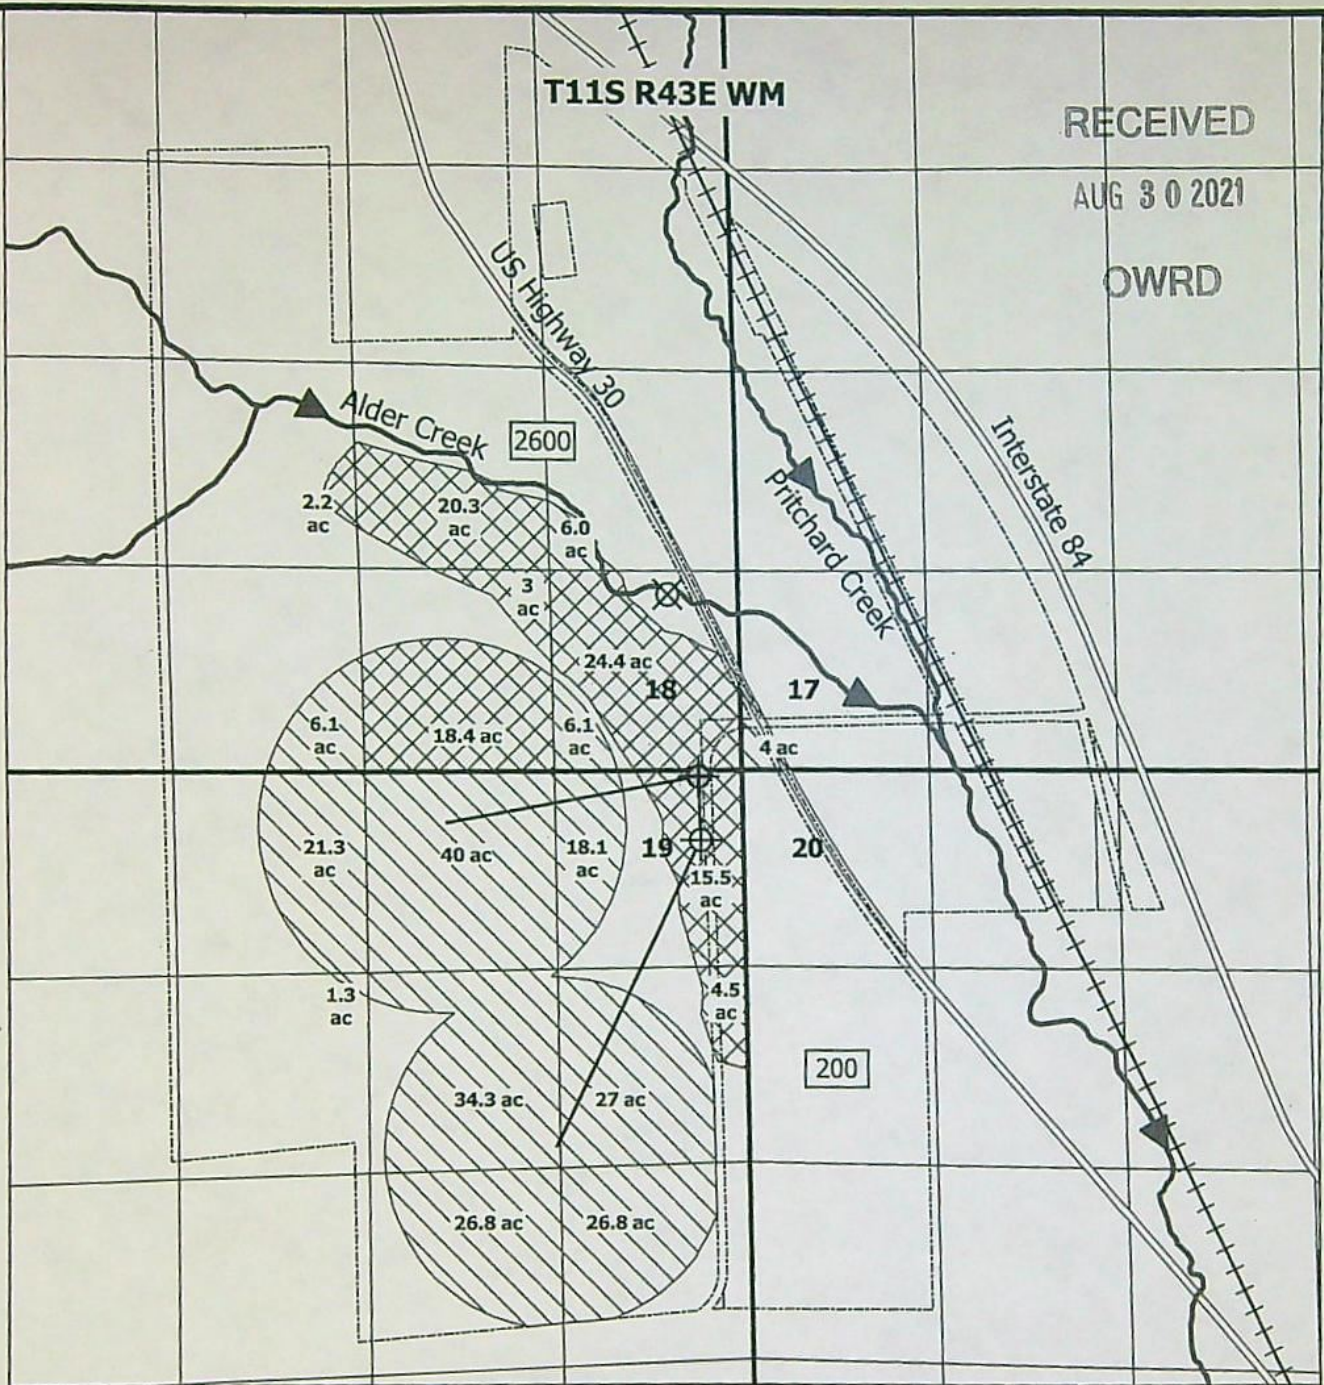 T11S R43E WM
RECEIVED
AUG 30 2021
OWRD
US Highway 30
Alder Creek
2600
Interstate 84
Pritchard Creek
2.2
ac
20.3
ac
6.0
ac
3
ac
24.4 ac
18
17
6.1
ac
18.4 ac
6.1
ac
4 ac
21.3
ac
40 ac
18.1
ac
19
20
15.5
ac
1.3
ac
4.5
ac
200
34.3 ac
27 ac
26.8 ac
26.8 ac